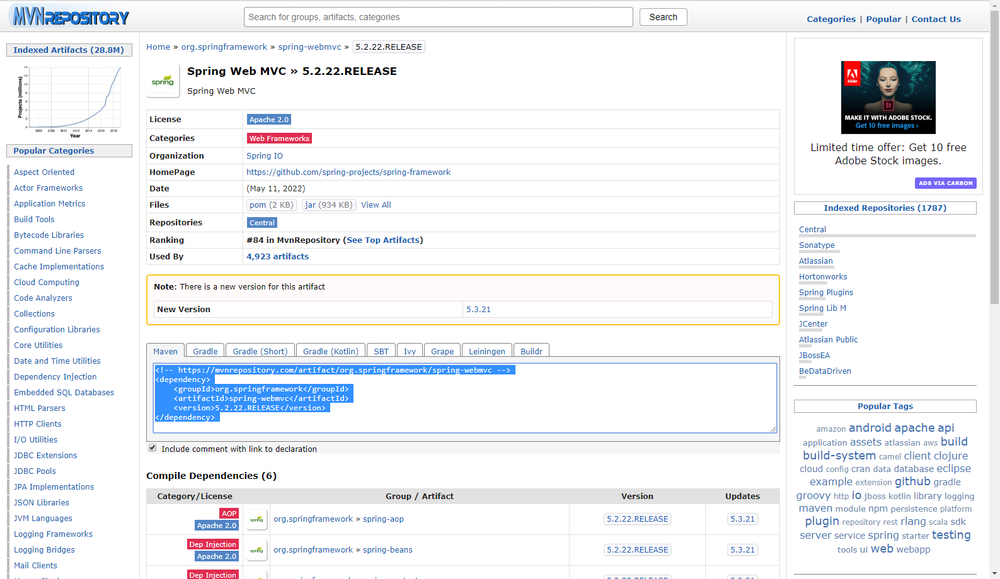 MVNREPOSITORY
Search for groups, artifacts, categories
Search
Categories | Popular | Contact Us
Indexed Artifacts (28.8M)
Projects (millions)
Year
Popular Categories
Aspect Oriented
Actor Frameworks
Application Metrics
Build Tools
Bytecode Libraries
Command Line Parsers
Cache Implementations
Cloud Computing
Code Analyzers
Collections
Configuration Libraries
Core Utilities
Date and Time Utilities
Dependency Injection
Embedded SQL Databases
HTML Parsers
HTTP Clients
I/O Utilities
JDBC Extensions
JDBC Pools
JPA Implementations
JSON Libraries
JVM Languages
Logging Frameworks
Logging Bridges
Mail Clients
Home » org.springframework » spring-webmvc » 5.2.22.RELEASE
spring
Spring Web MVC » 5.2.22.RELEASE
Spring Web MVC
License Apache 2.0
Categories Web Frameworks
Organization Spring IO
HomePage https://github.com/spring-projects/spring-framework
Date (May 11, 2022)
Files pom (2 KB) jar (934 KB) View All
Repositories Central
Ranking #84 in MvnRepository (See Top Artifacts)
Used By 4,923 artifacts
Note: There is a new version for this artifact
New Version 5.3.21
Maven Gradle Gradle (Short) Gradle (Kotlin) SBT Ivy Grape Leiningen Buildr
<!-- https://mvnrepository.com/artifact/org.springframework/spring-webmvc -->
<dependency>
<groupId>org.springframework</groupId>
<artifactId>spring-webmvc</artifactId>
<version>5.2.22.RELEASE</version>
</dependency>
Include comment with link to declaration
Compile Dependencies (6)
Category/License Group / Artifact Version Updates
AOP
Apache 2.0
spring
org.springframework » spring-aop 5.2.22.RELEASE 5.3.21
Dep Injection
Apache 2.0
spring
org.springframework » spring-beans 5.2.22.RELEASE 5.3.21
Dep Injection
Adobe
St
MAKE IT WITH ADOBE STOCK.
Get 10 free images ›
Limited time offer: Get 10 free
Adobe Stock images.
ADS VIA CARBON
Indexed Repositories (1787)
Central
Sonatype
Atlassian
Hortonworks
Spring Plugins
Spring Lib M
JCenter
Atlassian Public
JBossEA
BeDataDriven
Popular Tags
amazon android apache api
application assets atlassian aws build
build-system camel client clojure
cloud config cran data database eclipse
example extension github gradle
groovy http io jboss kotlin library logging
maven module npm persistence platform
plugin repository rest rlang scala sdk
server service spring starter testing
tools ui web webapp